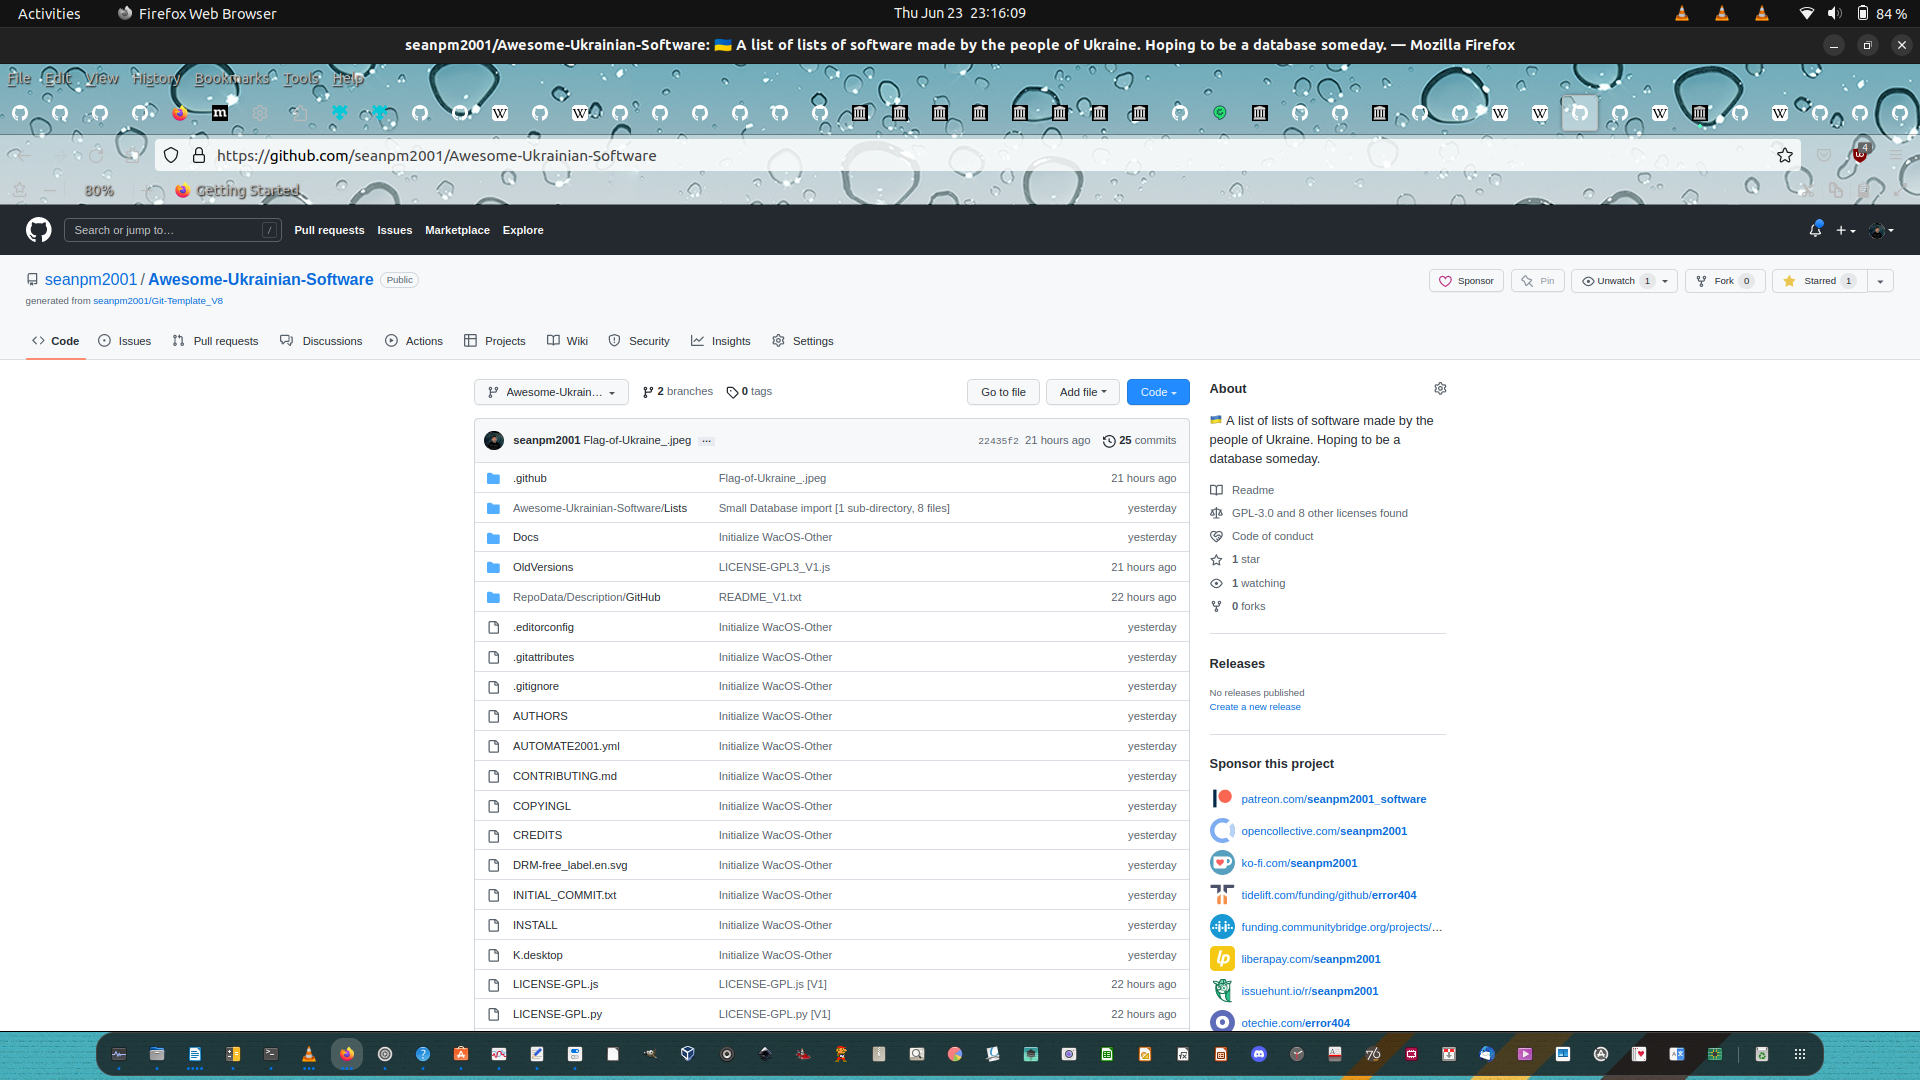 Activities Firefox Web Browser Thu Jun 23 23:16:09 84 %
seanpm2001/Awesome-Ukrainian-Software: 🇺🇦 A list of lists of software made by the people of Ukraine. Hoping to be a database someday. — Mozilla Firefox
File Edit View History Bookmarks Tools Help
https://github.com/seanpm2001/Awesome-Ukrainian-Software 4
80% Getting Started
Search or jump to… / Pull requests Issues Marketplace Explore
seanpm2001 / Awesome-Ukrainian-Software Public Sponsor Pin Unwatch 1 Fork 0 Starred 1
generated from seanpm2001/Git-Template_V8
Code Issues Pull requests Discussions Actions Projects Wiki Security Insights Settings
Awesome-Ukrain… 2 branches 0 tags Go to file Add file Code
seanpm2001 Flag-of-Ukraine_.jpeg … 22435f2 21 hours ago 25 commits
.github Flag-of-Ukraine_.jpeg 21 hours ago
Awesome-Ukrainian-Software/Lists Small Database import [1 sub-directory, 8 files] yesterday
Docs Initialize WacOS-Other yesterday
OldVersions LICENSE-GPL3_V1.js 21 hours ago
RepoData/Description/GitHub README_V1.txt 22 hours ago
.editorconfig Initialize WacOS-Other yesterday
.gitattributes Initialize WacOS-Other yesterday
.gitignore Initialize WacOS-Other yesterday
AUTHORS Initialize WacOS-Other yesterday
AUTOMATE2001.yml Initialize WacOS-Other yesterday
CONTRIBUTING.md Initialize WacOS-Other yesterday
COPYINGL Initialize WacOS-Other yesterday
CREDITS Initialize WacOS-Other yesterday
DRM-free_label.en.svg Initialize WacOS-Other yesterday
INITIAL_COMMIT.txt Initialize WacOS-Other yesterday
INSTALL Initialize WacOS-Other yesterday
K.desktop Initialize WacOS-Other yesterday
LICENSE-GPL.js LICENSE-GPL.js [V1] 22 hours ago
LICENSE-GPL.py LICENSE-GPL.py [V1] 22 hours ago
About
🇺🇦 A list of lists of software made by the
people of Ukraine. Hoping to be a
database someday.
Readme
GPL-3.0 and 8 other licenses found
Code of conduct
1 star
1 watching
0 forks
Releases
No releases published
Create a new release
Sponsor this project
patreon.com/seanpm2001_software
opencollective.com/seanpm2001
ko-fi.com/seanpm2001
tidelift.com/funding/github/error404
funding.communitybridge.org/projects/…
liberapay.com/seanpm2001
issuehunt.io/r/seanpm2001
otechie.com/error404